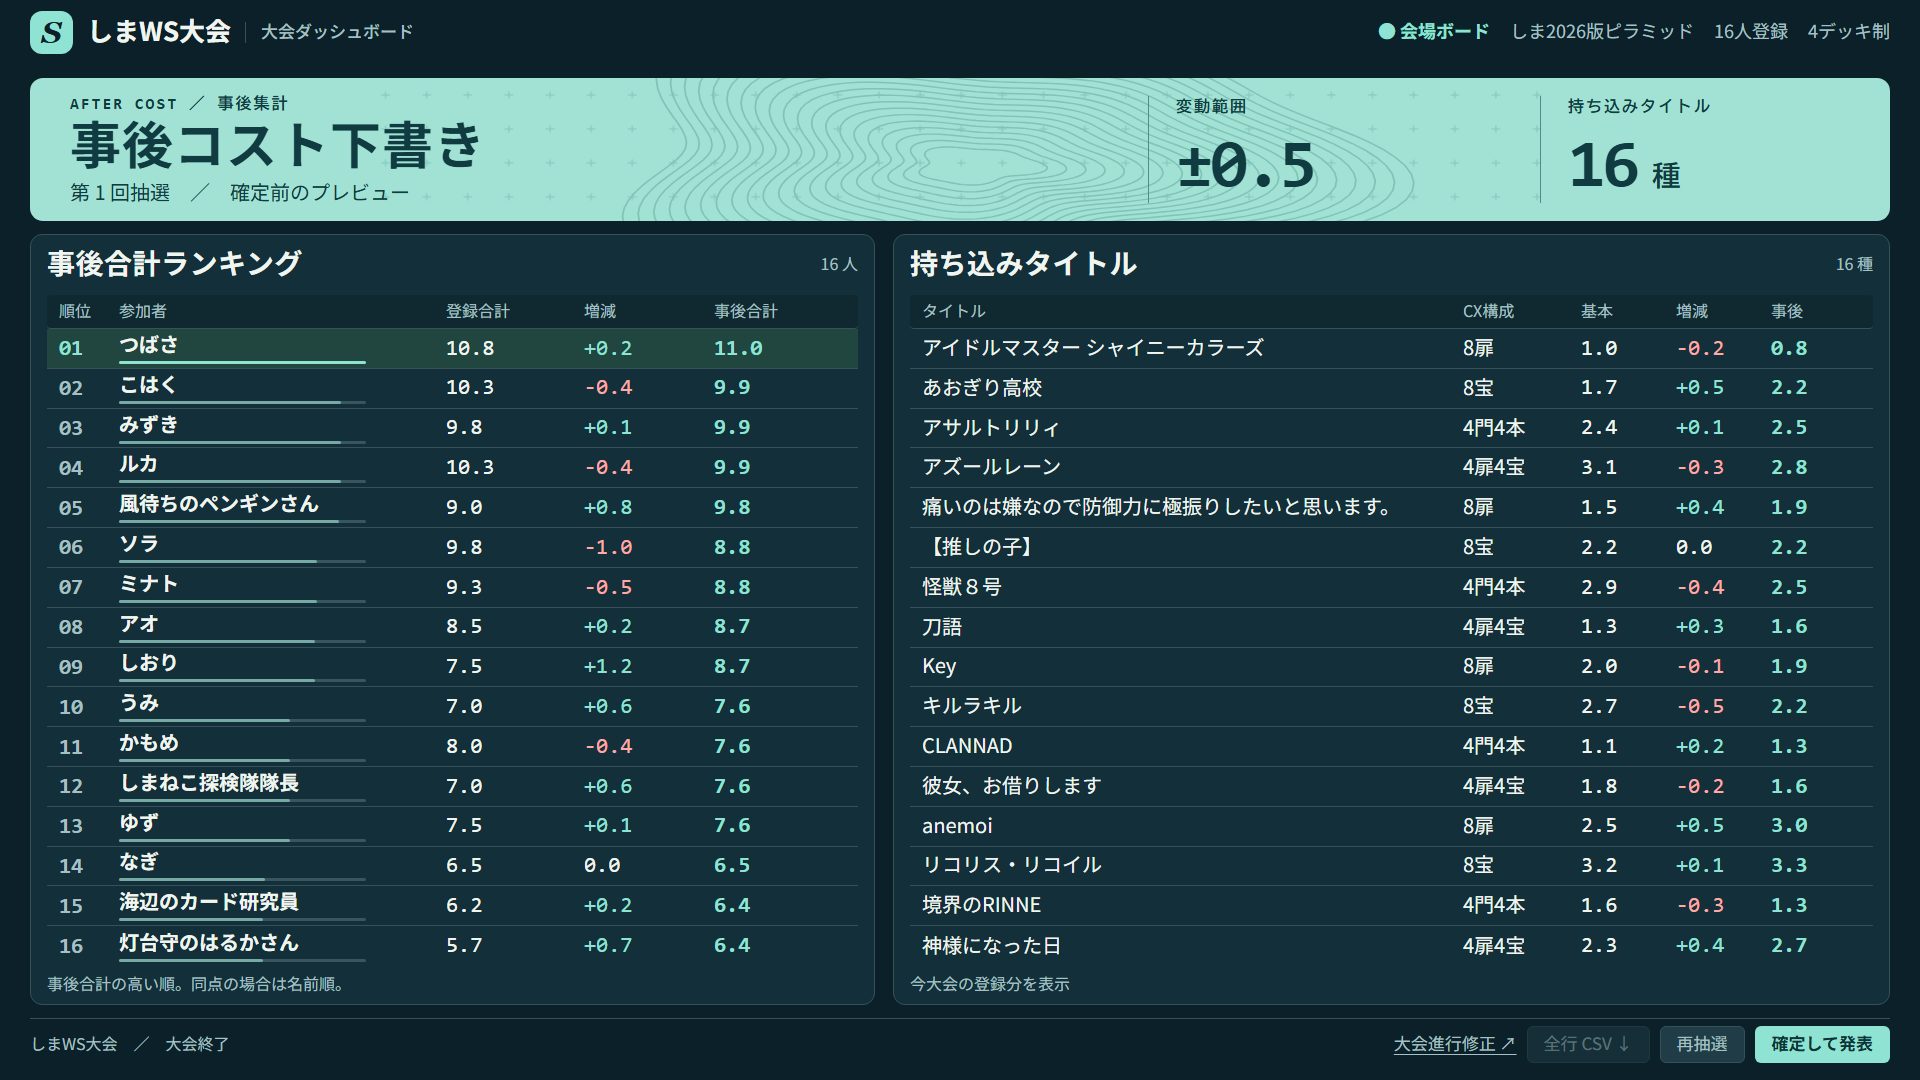 S しまWS大会 大会ダッシュボード
● 会場ボード しま2026版ピラミッド 16人登録 4デッキ制
AFTER COST ／ 事後集計
事後コスト下書き
第1回抽選 ／ 確定前のプレビュー
変動範囲
±0.5
持ち込みタイトル
16 種
事後合計ランキング 16人
順位 参加者 登録合計 増減 事後合計
01 つばさ 10.8 +0.2 11.0
02 こはく 10.3 -0.4 9.9
03 みずき 9.8 +0.1 9.9
04 ルカ 10.3 -0.4 9.9
05 風待ちのペンギンさん 9.0 +0.8 9.8
06 ソラ 9.8 -1.0 8.8
07 ミナト 9.3 -0.5 8.8
08 アオ 8.5 +0.2 8.7
09 しおり 7.5 +1.2 8.7
10 うみ 7.0 +0.6 7.6
11 かもめ 8.0 -0.4 7.6
12 しまねこ探検隊隊長 7.0 +0.6 7.6
13 ゆず 7.5 +0.1 7.6
14 なぎ 6.5 0.0 6.5
15 海辺のカード研究員 6.2 +0.2 6.4
16 灯台守のはるかさん 5.7 +0.7 6.4
事後合計の高い順。同点の場合は名前順。
持ち込みタイトル 16種
タイトル CX構成 基本 増減 事後
アイドルマスター シャイニーカラーズ 8扉 1.0 -0.2 0.8
あおぎり高校 8宝 1.7 +0.5 2.2
アサルトリリィ 4門4本 2.4 +0.1 2.5
アズールレーン 4扉4宝 3.1 -0.3 2.8
痛いのは嫌なので防御力に極振りしたいと思います。 8扉 1.5 +0.4 1.9
【推しの子】 8宝 2.2 0.0 2.2
怪獣８号 4門4本 2.9 -0.4 2.5
刀語 4扉4宝 1.3 +0.3 1.6
Key 8扉 2.0 -0.1 1.9
キルラキル 8宝 2.7 -0.5 2.2
CLANNAD 4門4本 1.1 +0.2 1.3
彼女、お借りします 4扉4宝 1.8 -0.2 1.6
anemoi 8扉 2.5 +0.5 3.0
リコリス・リコイル 8宝 3.2 +0.1 3.3
境界のRINNE 4門4本 1.6 -0.3 1.3
神様になった日 4扉4宝 2.3 +0.4 2.7
今大会の登録分を表示
しまWS大会 ／ 大会終了
大会進行修正 ↗ 全行 CSV ↓ 再抽選 確定して発表